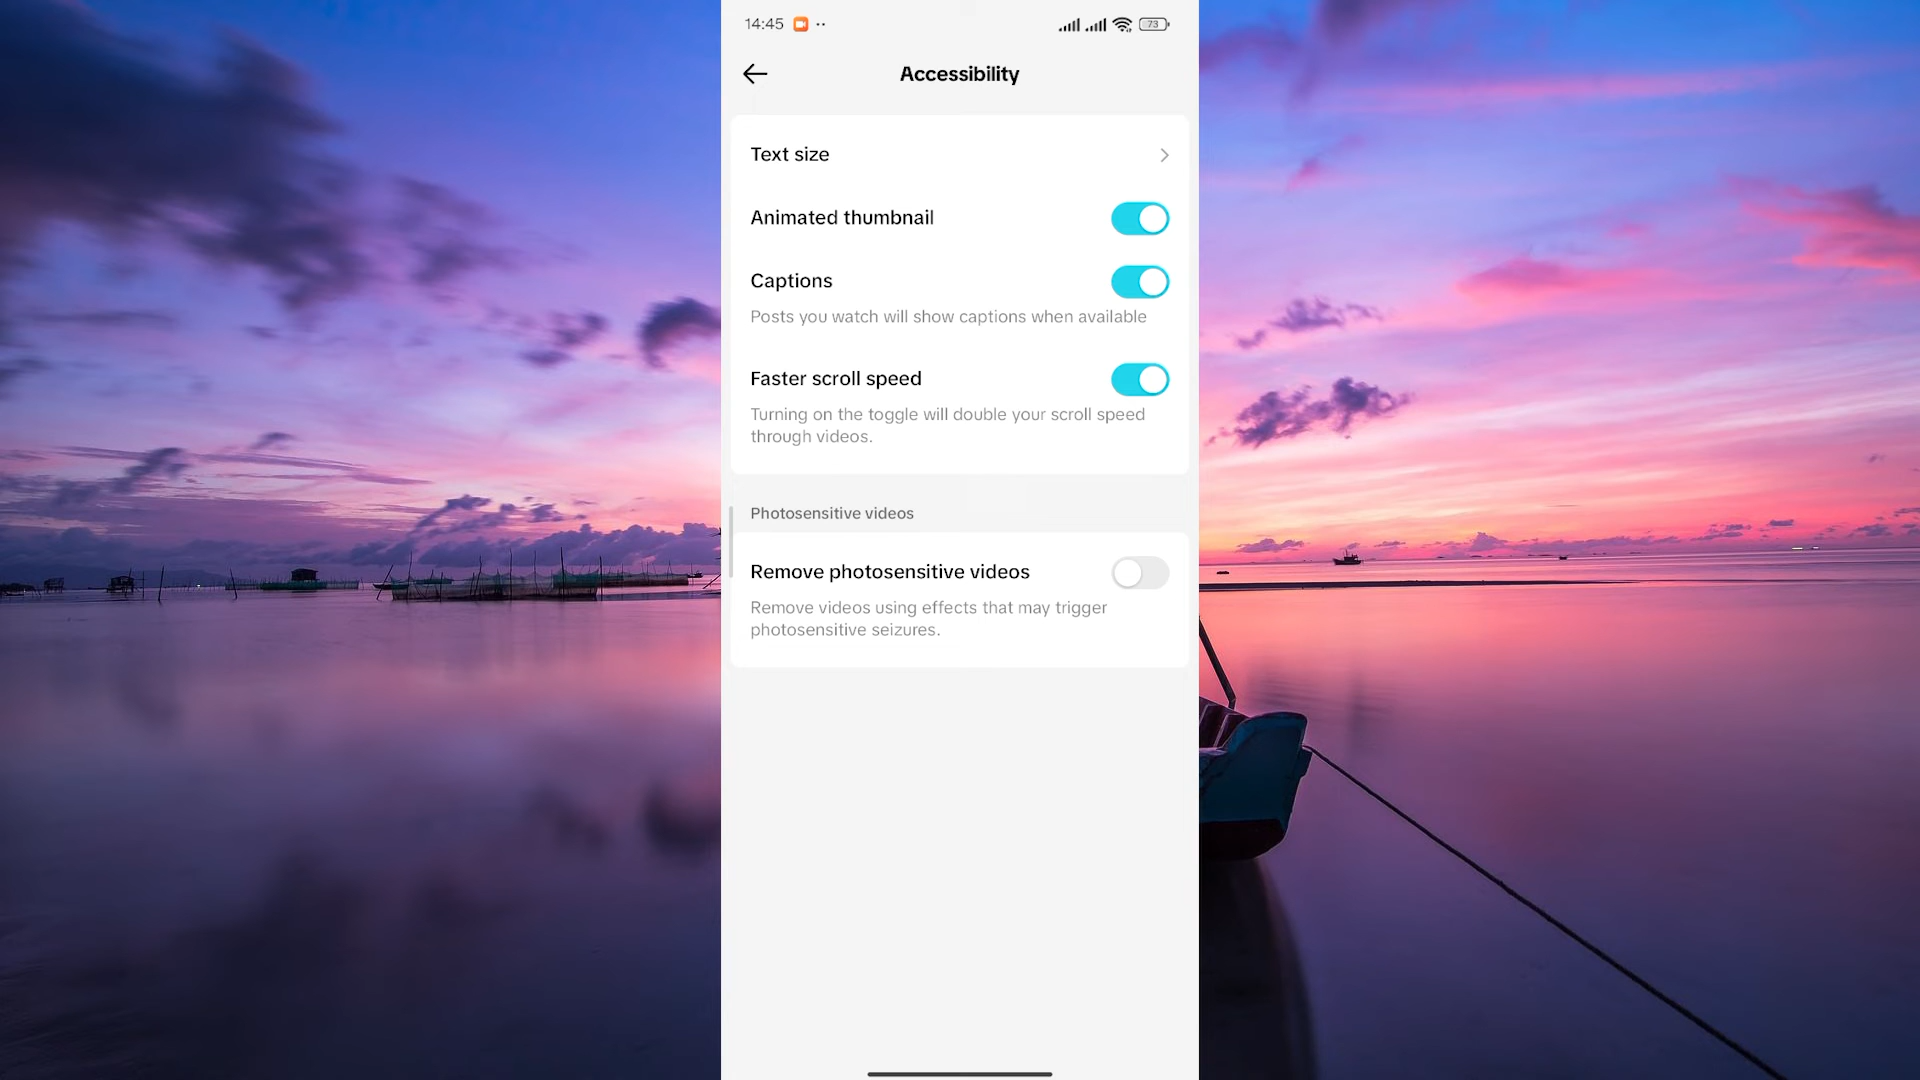 14:45
73
Accessibility
Text size
Animated thumbnail
Captions
Posts you watch will show captions when available
Faster scroll speed
Turning on the toggle will double your scroll speed
through videos.
Photosensitive videos
Remove photosensitive videos
Remove videos using effects that may trigger
photosensitive seizures.